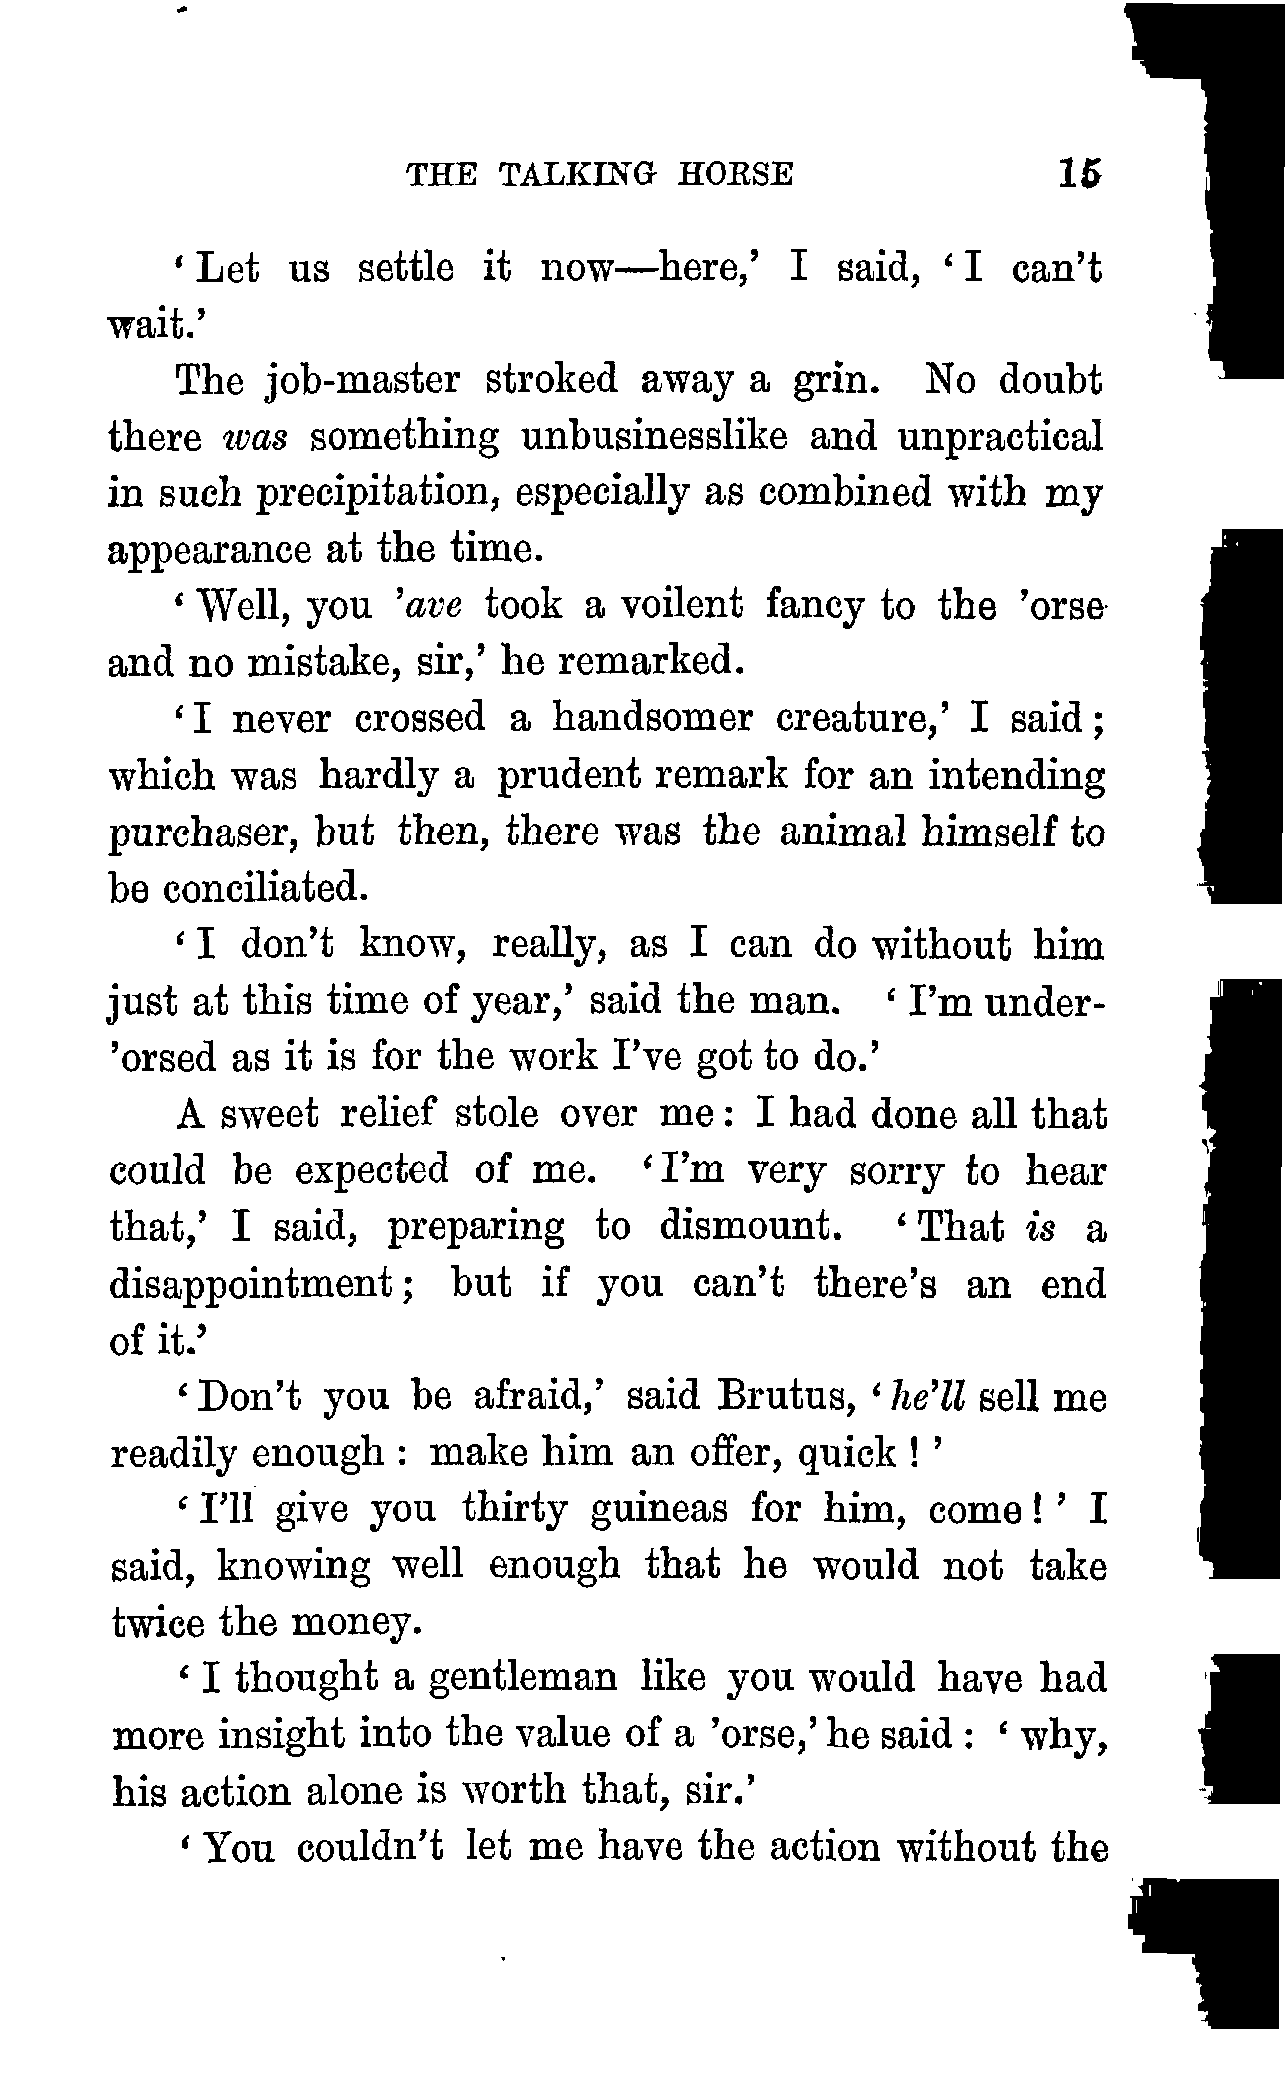 THE TALKING HORSE 15
‘Let us settle it now—here,’ I said, ‘I can’t
wait.’
The job-master stroked away a grin. No doubt
there was something unbusinesslike and unpractical
in such precipitation, especially as combined with my
appearance at the time.
‘Well, you ’ave took a voilent fancy to the ’orse
and no mistake, sir,’ he remarked.
‘I never crossed a handsomer creature,’ I said;
which was hardly a prudent remark for an intending
purchaser, but then, there was the animal himself to
be conciliated.
‘I don’t know, really, as I can do without him
just at this time of year,’ said the man. ‘I’m under-
’orsed as it is for the work I’ve got to do.’
A sweet relief stole over me: I had done all that
could be expected of me. ‘I’m very sorry to hear
that,’ I said, preparing to dismount. ‘That is a
disappointment; but if you can’t there’s an end
of it.’
‘Don’t you be afraid,’ said Brutus, ‘he’ll sell me
readily enough: make him an offer, quick!’
‘I’ll give you thirty guineas for him, come!’ I
said, knowing well enough that he would not take
twice the money.
‘I thought a gentleman like you would have had
more insight into the value of a ’orse,’ he said: ‘why,
his action alone is worth that, sir.’
‘You couldn’t let me have the action without the